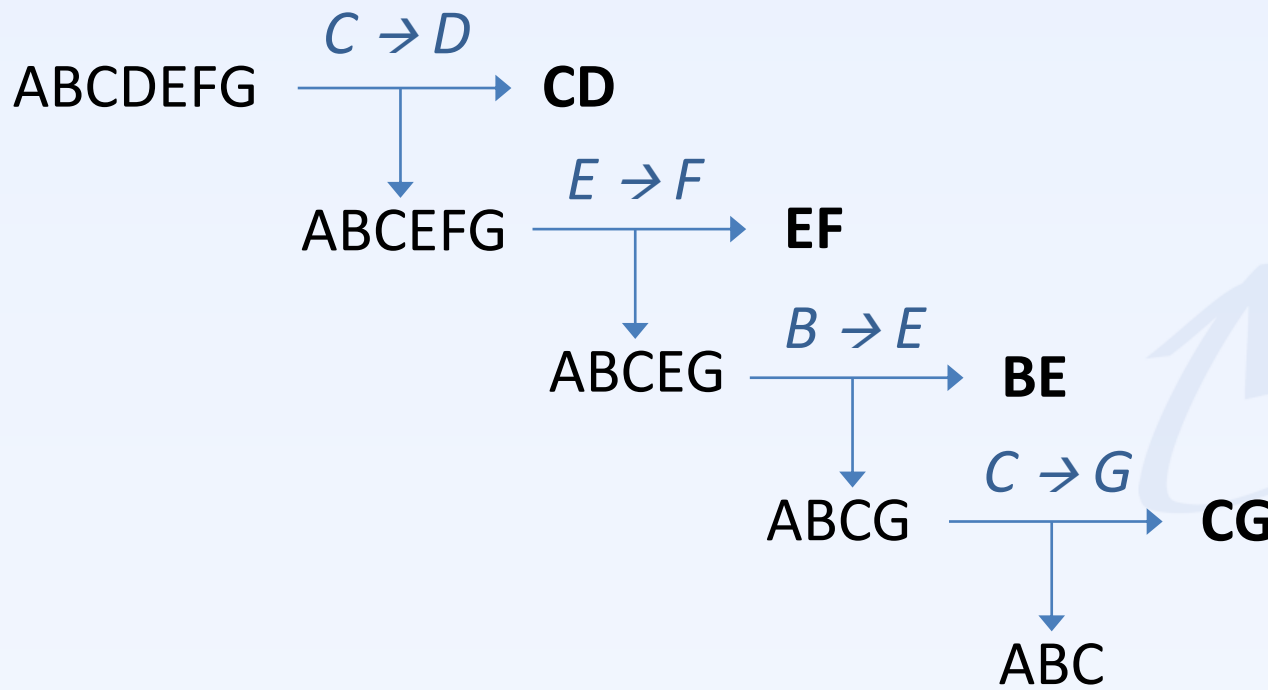 C → D
ABCDEFG CD
E → F
ABCEFG EF
B → E
ABCEG BE
C → G
ABCG CG
ABC